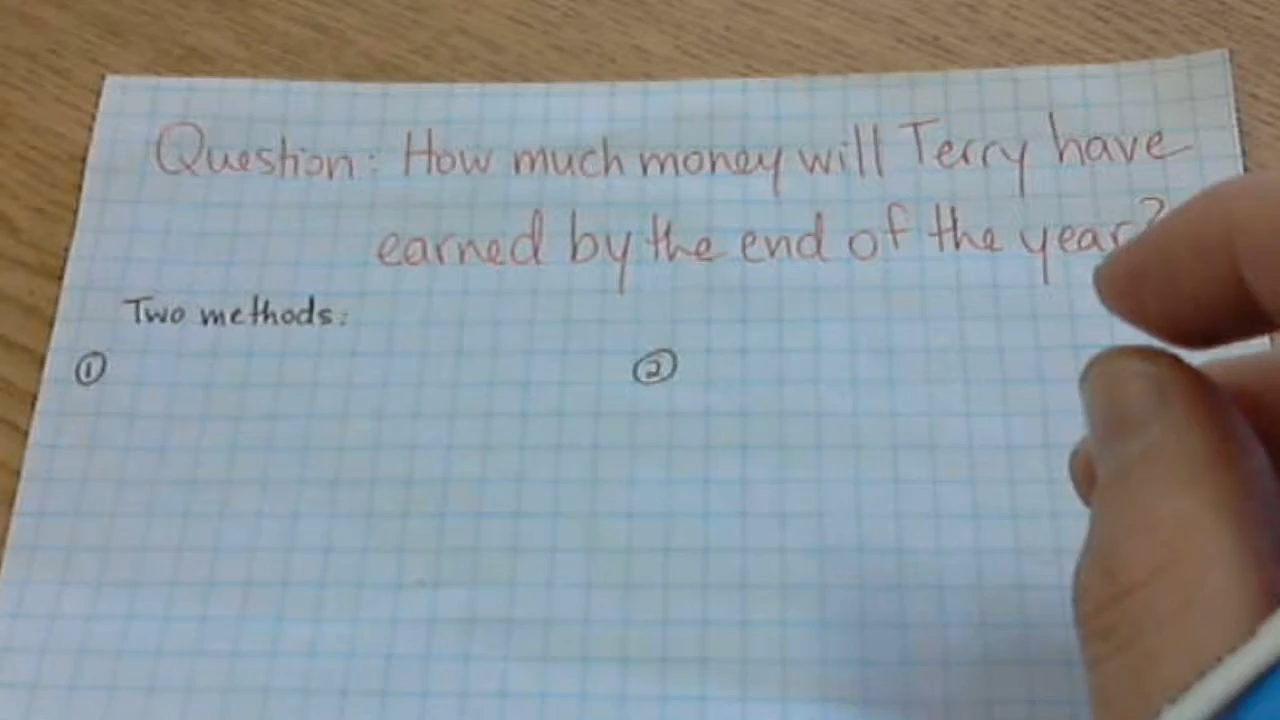 Question: How much money will Terry have
earned by the end of the year?
Two methods:
① ②